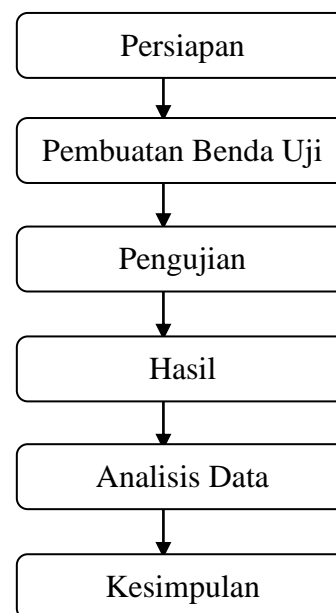 Persiapan
Pembuatan Benda Uji
Pengujian
Hasil
Analisis Data
Kesimpulan